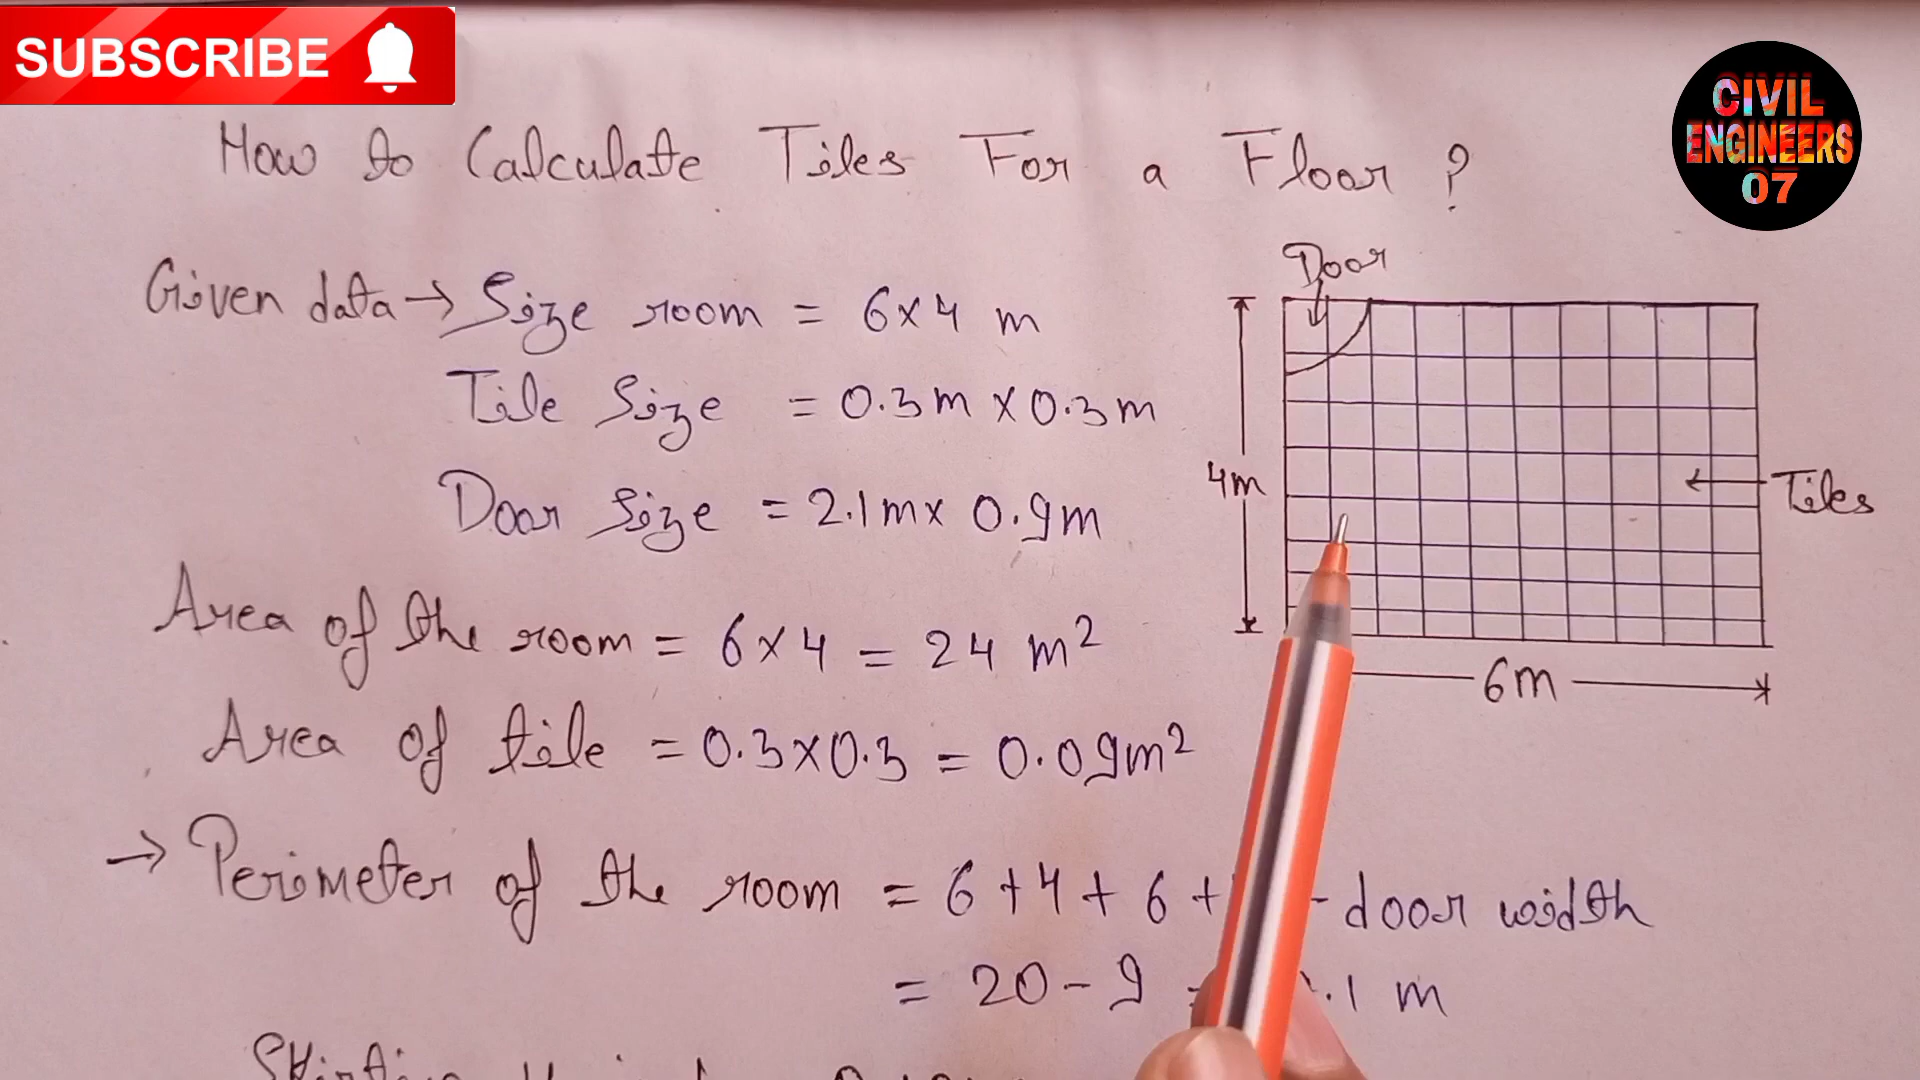 SUBSCRIBE
CIVIL
ENGINEERS
07
How to Calculate Tiles For a Floor ?
Door
Given data → Size room = 6×4 m
Tile Size = 0.3m × 0.3m
4m
Tiles
Door Size = 2.1m× 0.9m
Area of the room = 6×4 = 24 m²
6m
Area of tile = 0.3×0.3 = 0.09m²
→ Perimeter of the room = 6+4+6+ - door width
= 20-9 .1 m